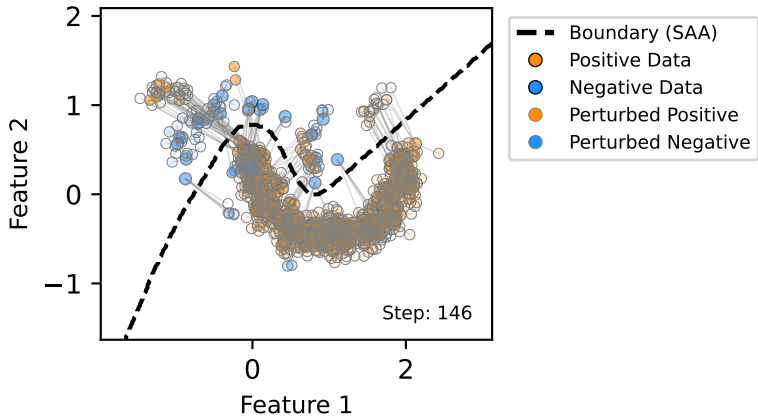 2
1
0
−1
Feature 2
0
2
Feature 1
Step: 146
Boundary (SAA)
Positive Data
Negative Data
Perturbed Positive
Perturbed Negative